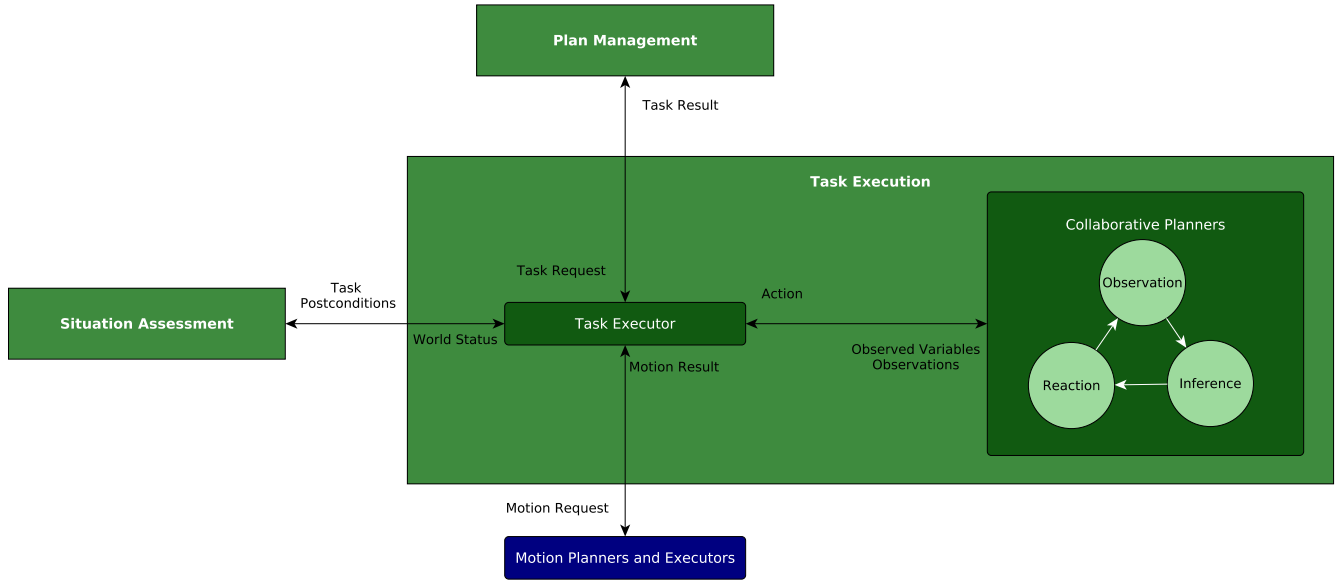 Plan Management
Task Result
Task Execution
Collaborative Planners
Observation
Task Request
Task
Postconditions
Action
Situation Assessment
Task Executor
World Status
Observed Variables
Observations
Motion Result
Reaction
Inference
Motion Request
Motion Planners and Executors